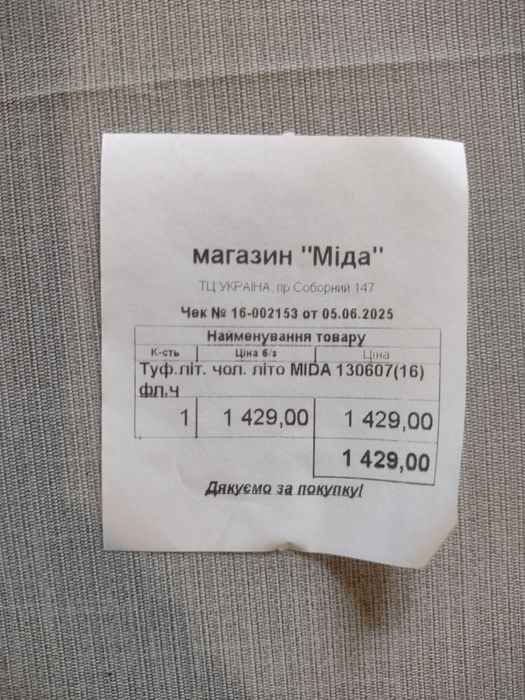 магазин "Міда"
ТЦ УКРАЇНА, пр.Соборний 147
Чек № 16-002153 от 05.06.2025
Найменування товару
К-сть Ціна б/з Ціна
Туф.літ. чол. літо MIDA 130607(16)
фл.ч
1 1 429,00 1 429,00
1 429,00
Дякуємо за покупку!